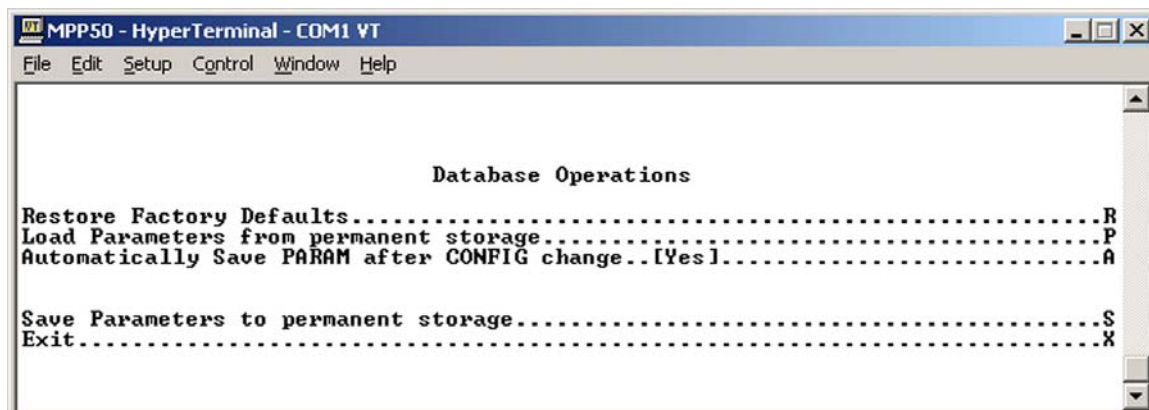 MPP50 - HyperTerminal - COM1 VT
File Edit Setup Control Window Help
Database Operations
Restore Factory Defaults.......................................................R
Load Parameters from permanent storage.........................................P
Automatically Save PARAM after CONFIG change..[Yes]............................A
Save Parameters to permanent storage...........................................S
Exit...........................................................................X